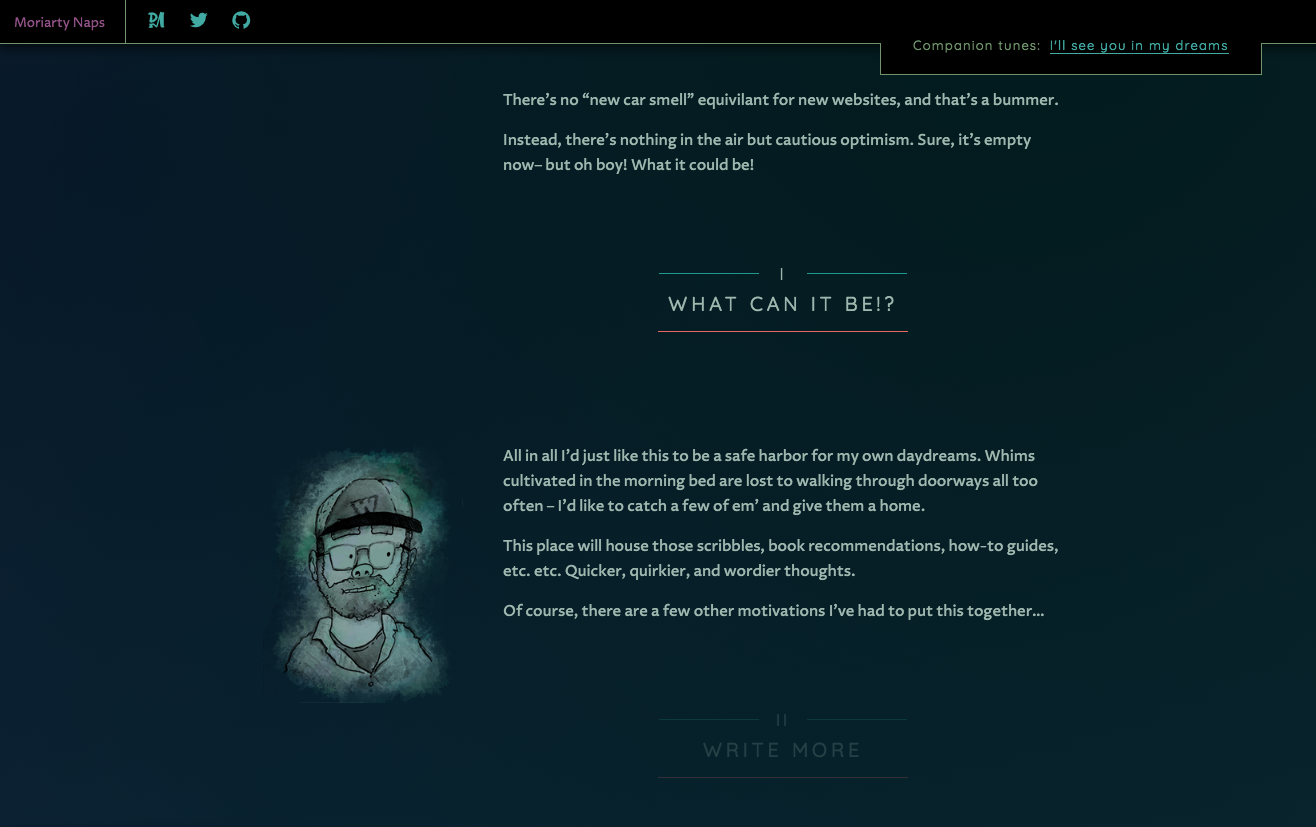 Moriarty Naps
Companion tunes: I'll see you in my dreams
There's no “new car smell” equivilant for new websites, and that's a bummer.
Instead, there's nothing in the air but cautious optimism. Sure, it's empty
now– but oh boy! What it could be!
I
WHAT CAN IT BE!?
All in all I'd just like this to be a safe harbor for my own daydreams. Whims
cultivated in the morning bed are lost to walking through doorways all too
often – I'd like to catch a few of em' and give them a home.
W
This place will house those scribbles, book recommendations, how-to guides,
etc. etc. Quicker, quirkier, and wordier thoughts.
Of course, there are a few other motivations I've had to put this together...
II
WRITE MORE